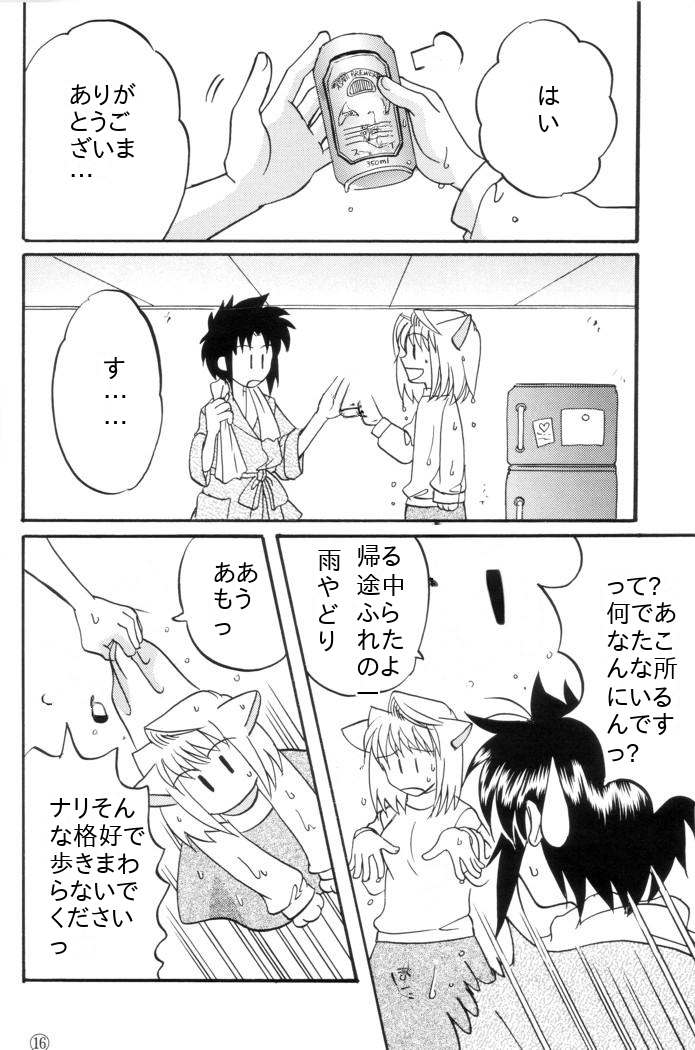 はい
350ml
ありが
とうご
ざいま
…
す……
って?
何であ
なたこ
んな所
にいる
んです
っ?
帰る
途中
ふら
れた
のよ
ー
雨やどり
ああ
もう
っ
ナリそん
な格好で
歩きまわ
らないで
ください
っ
⑯